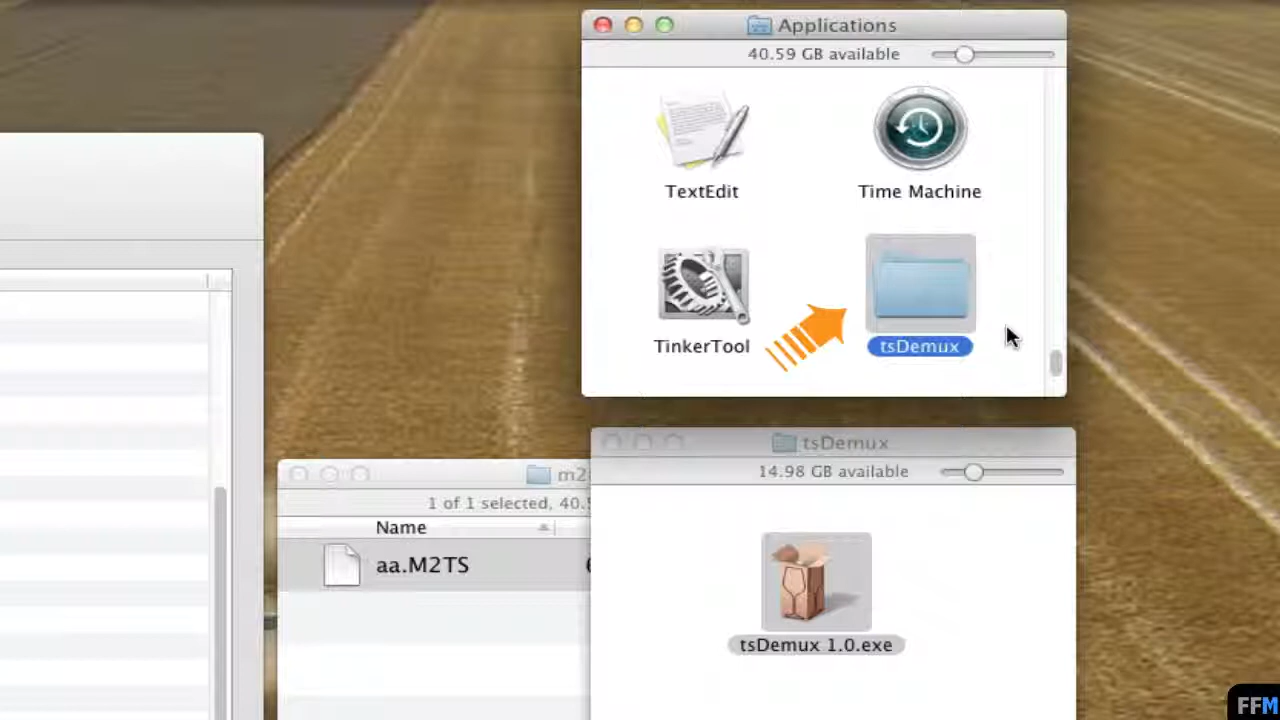 Applications
40.59 GB available
TextEdit
Time Machine
TinkerTool
tsDemux
tsDemux
14.98 GB available
m2
1 of 1 selected, 40.
Name
aa.M2TS
tsDemux 1.0.exe
FFM